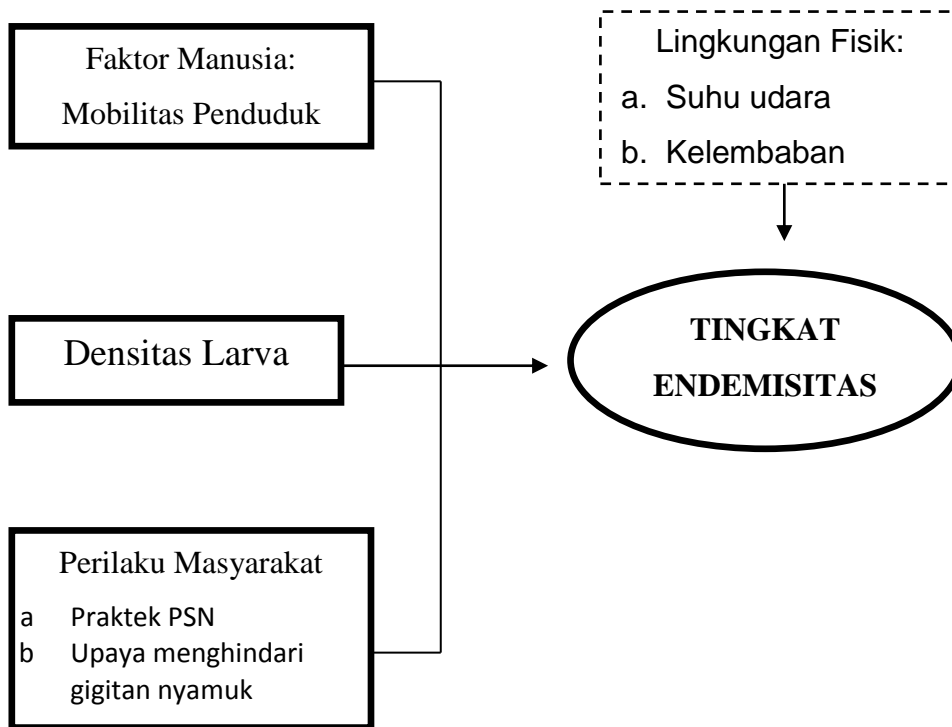 Faktor Manusia:
Mobilitas Penduduk
Lingkungan Fisik:
a. Suhu udara
b. Kelembaban
Densitas Larva
TINGKAT
ENDEMISITAS
Perilaku Masyarakat
a Praktek PSN
b Upaya menghindari
gigitan nyamuk